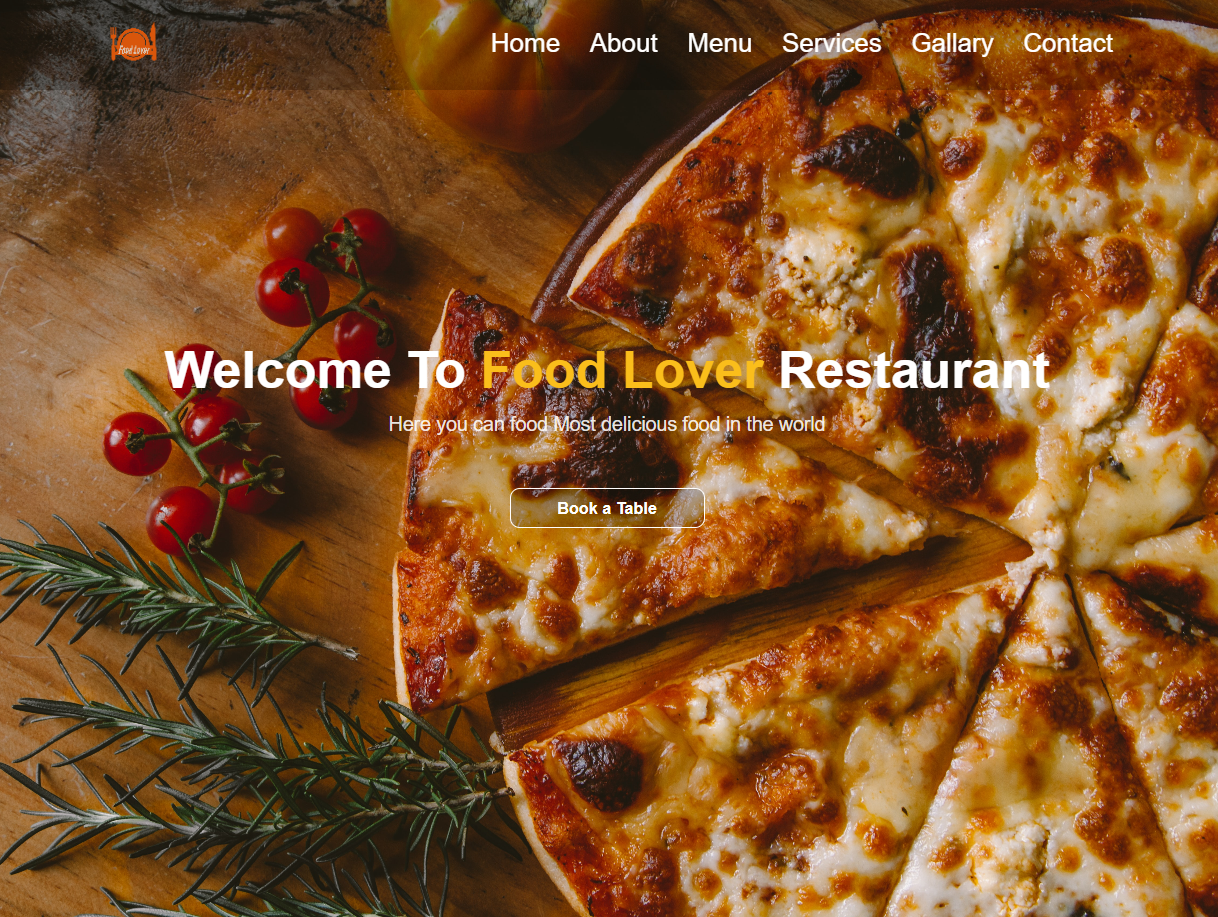 Food Lover
Home About Menu Services Gallary Contact
Welcome To Food Lover Restaurant
Here you can food Most delicious food in the world
Book a Table